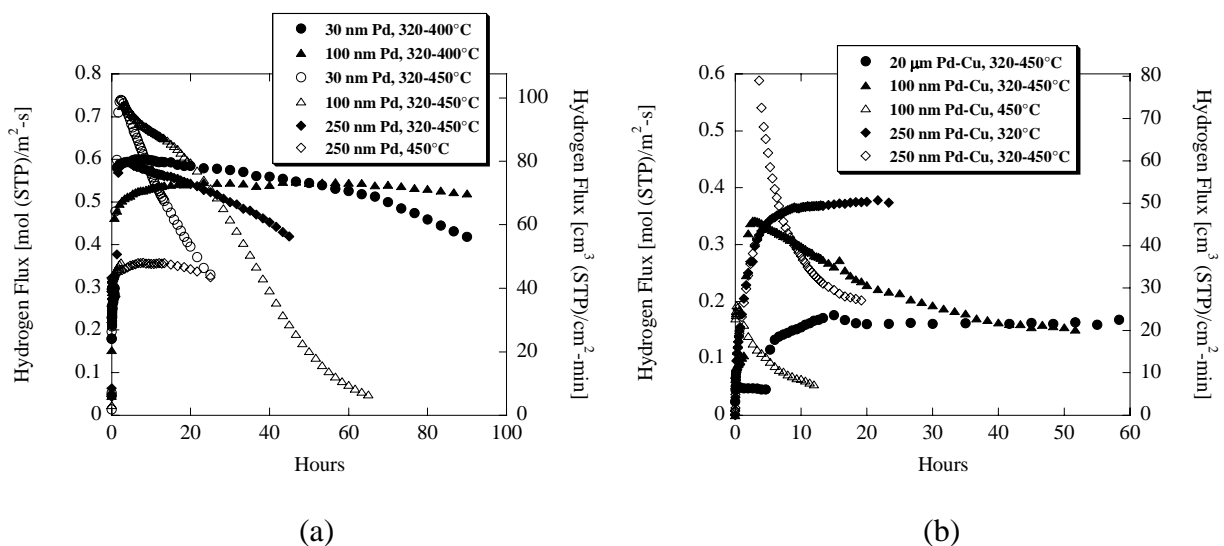 30 nm Pd, 320-400°C
100 nm Pd, 320-400°C
30 nm Pd, 320-450°C
100 nm Pd, 320-450°C
250 nm Pd, 320-450°C
250 nm Pd, 450°C
Hydrogen Flux [mol (STP)/m²-s]
0.8
0.7
0.6
0.5
0.4
0.3
0.2
0.1
0
100
80
60
40
20
0
Hydrogen Flux [cm³ (STP)/cm²-min]
0 20 40 60 80 100
Hours
(a)
20 µm Pd-Cu, 320-450°C
100 nm Pd-Cu, 320-450°C
100 nm Pd-Cu, 450°C
250 nm Pd-Cu, 320°C
250 nm Pd-Cu, 320-450°C
Hydrogen Flux [mol (STP)/m²-s]
0.6
0.5
0.4
0.3
0.2
0.1
0
80
70
60
50
40
30
20
10
0
Hydrogen Flux [cm³ (STP)/cm²-min]
0 10 20 30 40 50 60
Hours
(b)